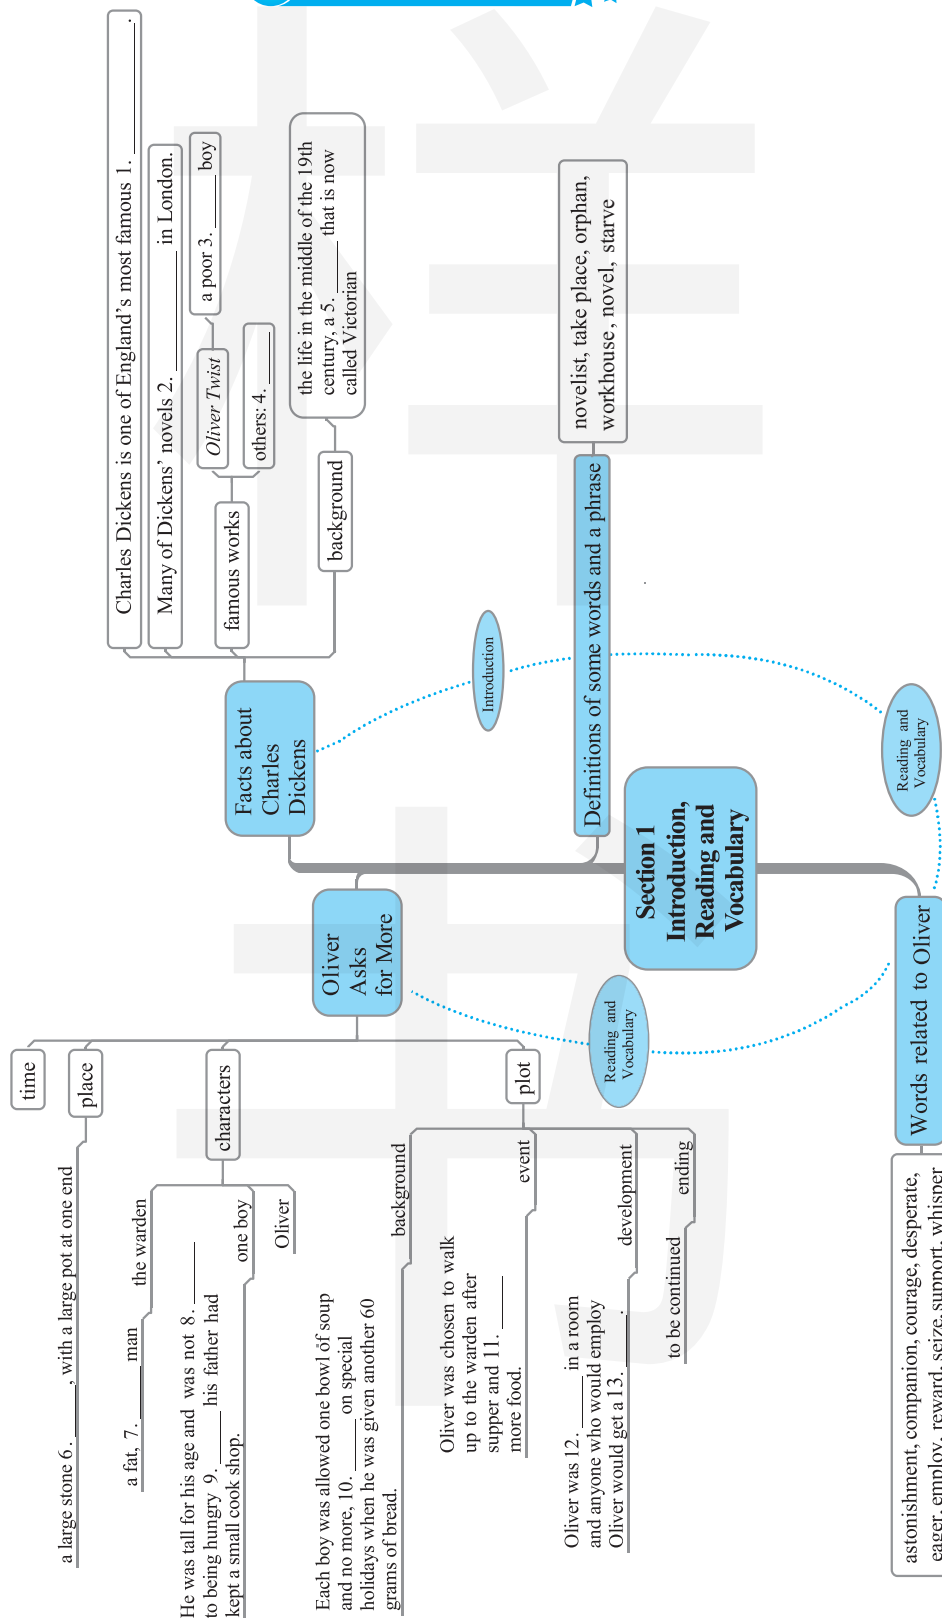 Charles Dickens is one of England's most famous 1. ________ .
Many of Dickens' novels 2. ________ in London.
famous works
Oliver Twist
a poor 3. ________ boy
others: 4. ________
background
the life in the middle of the 19th
century, a 5. ________ that is now
called Victorian
Facts about
Charles
Dickens
Introduction
Definitions of some words and a phrase
novelist, take place, orphan,
workhouse, novel, starve
Section 1
Introduction,
Reading and
Vocabulary
Reading and
Vocabulary
Oliver
Asks
for More
time
place
a large stone 6. ________ , with a large pot at one end
characters
the warden
a fat, 7. ________ man
one boy
He was tall for his age and was not 8. ________
to being hungry 9. ________ his father had
kept a small cook shop.
Oliver
plot
background
Each boy was allowed one bowl of soup
and no more, 10. ________ on special
holidays when he was given another 60
grams of bread.
event
Oliver was chosen to walk
up to the warden after
supper and 11. ________
more food.
development
Oliver was 12. ________ in a room
and anyone who would employ
Oliver would get a 13. ________ .
ending
to be continued
Reading and
Vocabulary
Words related to Oliver
astonishment, companion, courage, desperate,
eager, employ, reward, seize, support, whisper